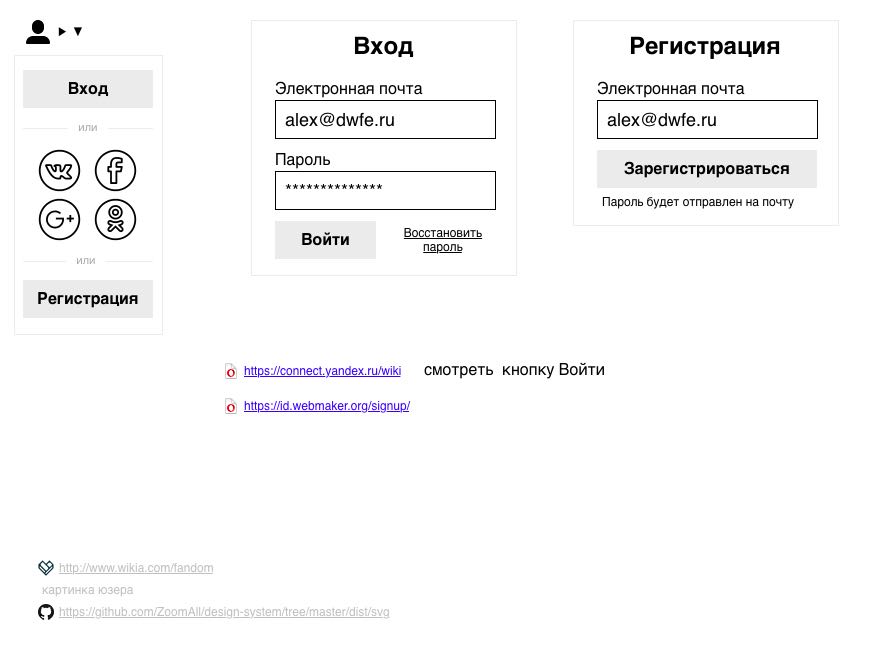 Вход
или
или
Регистрация
Вход
Электронная почта
alex@dwfe.ru
Пароль
**************
Войти
Восстановить
пароль
Регистрация
Электронная почта
alex@dwfe.ru
Зарегистрироваться
Пароль будет отправлен на почту
https://connect.yandex.ru/wiki смотреть кнопку Войти
https://id.webmaker.org/signup/
http://www.wikia.com/fandom
картинка юзера
https://github.com/ZoomAll/design-system/tree/master/dist/svg